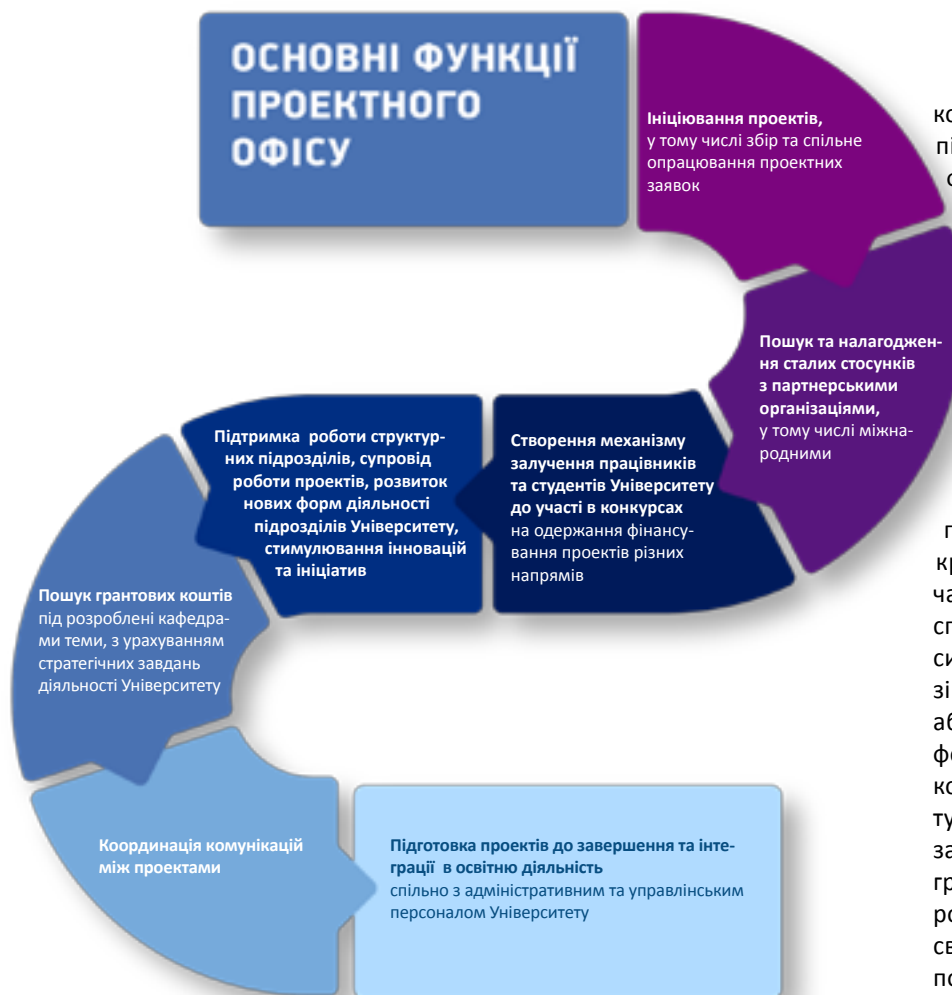 ОСНОВНІ ФУНКЦІЇ
ПРОЕКТНОГО
ОФІСУ
Ініціювання проектів,
у тому числі збір та спільне
опрацювання проектних
заявок
Пошук та налагоджен-
ня сталих стосунків
з партнерськими
організаціями,
у тому числі міжна-
родними
Створення механізму
залучення працівників
та студентів Університету
до участі в конкурсах
на одержання фінансу-
вання проектів різних
напрямів
Підтримка роботи структур-
них підрозділів, супровід
роботи проектів, розвиток
нових форм діяльності
підрозділів Університету,
стимулювання інновацій
та ініціатив
Пошук грантових коштів
під розроблені кафедра-
ми теми, з урахуванням
стратегічних завдань
діяльності Університету
Координація комунікацій
між проектами
Підготовка проектів до завершення та інте-
грації в освітню діяльність
спільно з адміністративним та управлінським
персоналом Університету